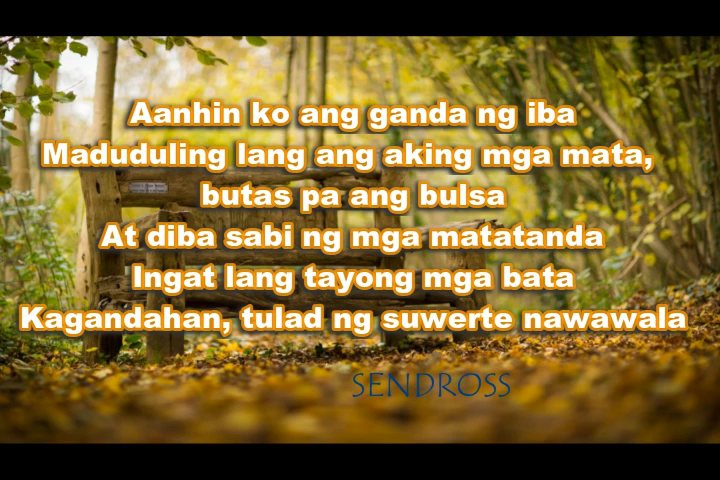 Aanhin ko ang ganda ng iba
Maduduling lang ang aking mga mata,
butas pa ang bulsa
At diba sabi ng mga matatanda
Ingat lang tayong mga bata
Kagandahan, tulad ng suwerte nawawala
SENDROSS